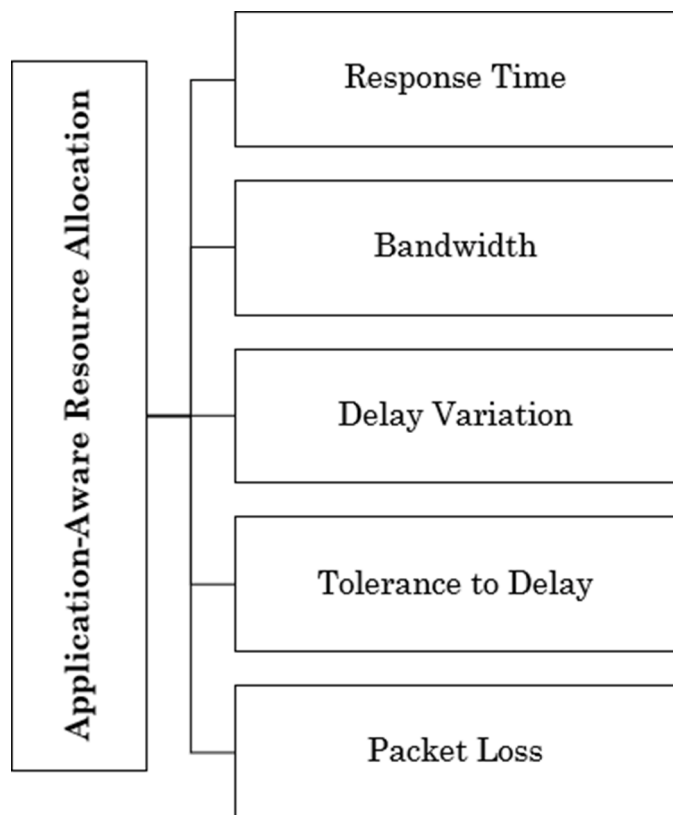 Application-Aware Resource Allocation
Response Time
Bandwidth
Delay Variation
Tolerance to Delay
Packet Loss